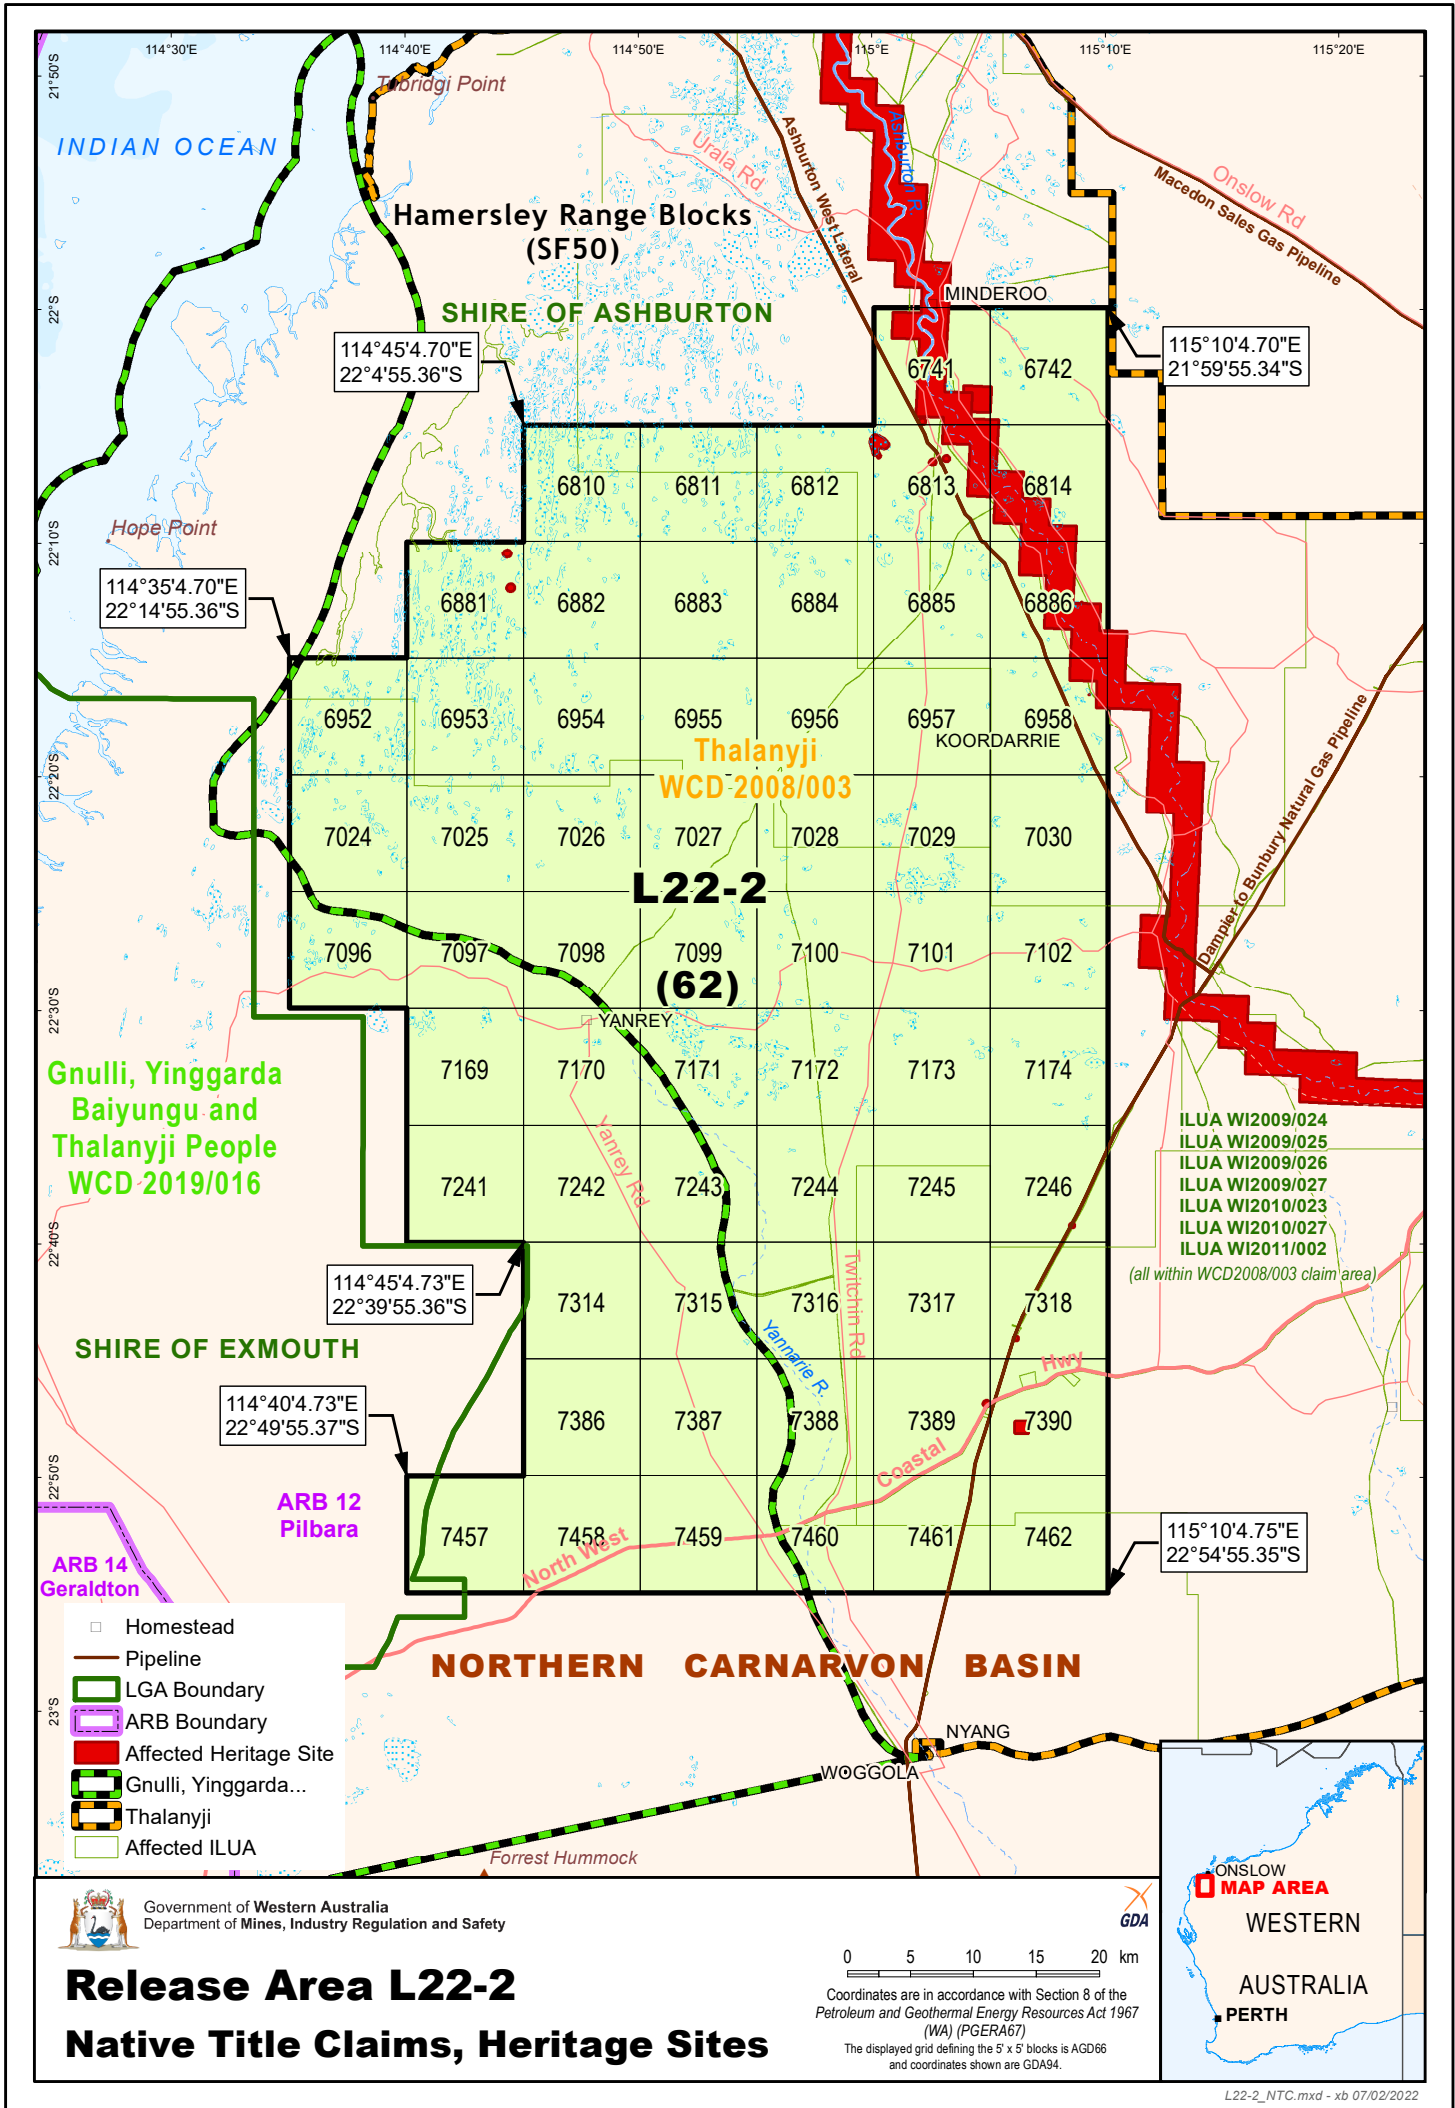 114°30'E
114°40'E
114°50'E
115°E
115°10'E
115°20'E
21°50'S
22°S
22°10'S
22°20'S
22°30'S
22°40'S
22°50'S
23°S
Tubridgi Point
INDIAN OCEAN
Urala Rd
Ashburton West Lateral
Ashburton R.
Onslow Rd
Macedon Sales Gas Pipeline
Hamersley Range Blocks
(SF50)
SHIRE OF ASHBURTON
MINDEROO
114°45'4.70"E
22°4'55.36"S
115°10'4.70"E
21°59'55.34"S
6741
6742
6810
6811
6812
6813
6814
Hope Point
114°35'4.70"E
22°14'55.36"S
6881
6882
6883
6884
6885
6886
6952
6953
6954
6955
6956
6957
6958
KOORDARRIE
Thalanyji
WCD 2008/003
Dampier to Bunbury Natural Gas Pipeline
7024
7025
7026
7027
7028
7029
7030
L22-2
(62)
7096
7097
7098
7099
7100
7101
7102
YANREY
Gnulli, Yinggarda
Baiyungu and
Thalanyji People
WCD 2019/016
7169
7170
7171
7172
7173
7174
Yanrey Rd
ILUA WI2009/024
ILUA WI2009/025
ILUA WI2009/026
ILUA WI2009/027
ILUA WI2010/023
ILUA WI2010/027
ILUA WI2011/002
(all within WCD2008/003 claim area)
7241
7242
7243
7244
7245
7246
114°45'4.73"E
22°39'55.36"S
Twitchin Rd
7314
7315
7316
7317
7318
SHIRE OF EXMOUTH
Yannarie R.
Hwy
114°40'4.73"E
22°49'55.37"S
7386
7387
7388
7389
7390
Coastal
ARB 12
Pilbara
7457
7458
7459
7460
7461
7462
North West
115°10'4.75"E
22°54'55.35"S
ARB 14
Geraldton
Homestead
Pipeline
LGA Boundary
ARB Boundary
Affected Heritage Site
Gnulli, Yinggarda...
Thalanyji
Affected ILUA
NORTHERN CARNARVON BASIN
NYANG
WOGGOLA
Forrest Hummock
ONSLOW
MAP AREA
WESTERN
AUSTRALIA
PERTH
Government of Western Australia
Department of Mines, Industry Regulation and Safety
GDA
Release Area L22-2
Native Title Claims, Heritage Sites
0 5 10 15 20 km
Coordinates are in accordance with Section 8 of the
Petroleum and Geothermal Energy Resources Act 1967
(WA) (PGERA67)
The displayed grid defining the 5' x 5' blocks is AGD66
and coordinates shown are GDA94.
L22-2_NTC.mxd - xb 07/02/2022